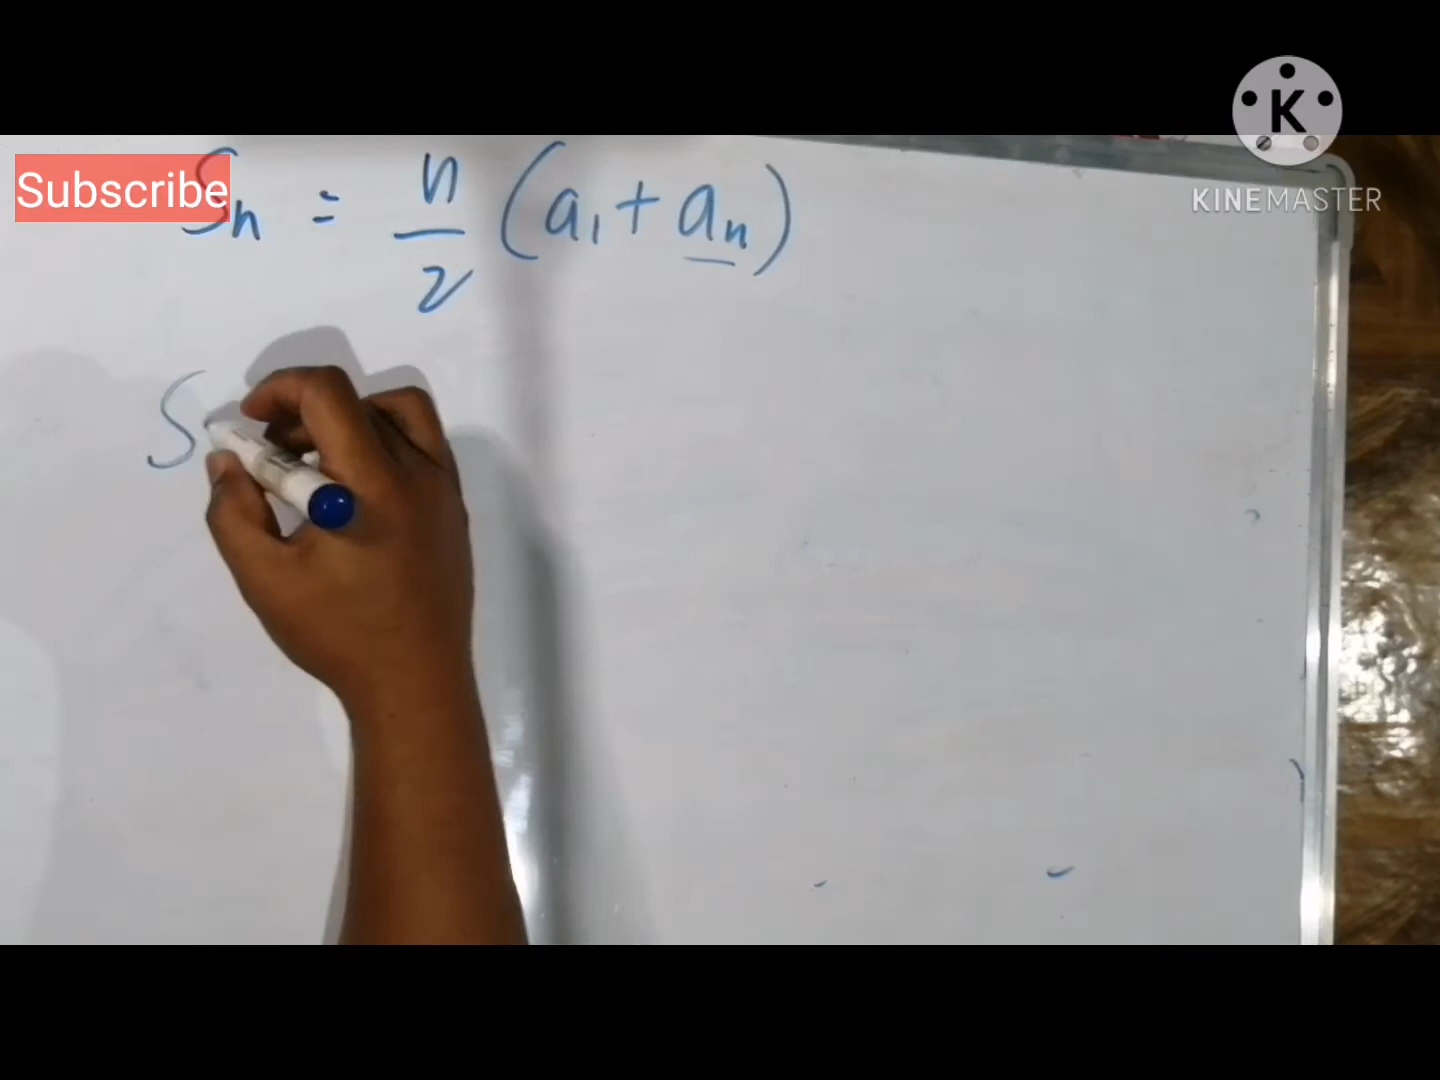 Subscribe
Sn = n/2 (a1 + an)
S
K
KINEMASTER